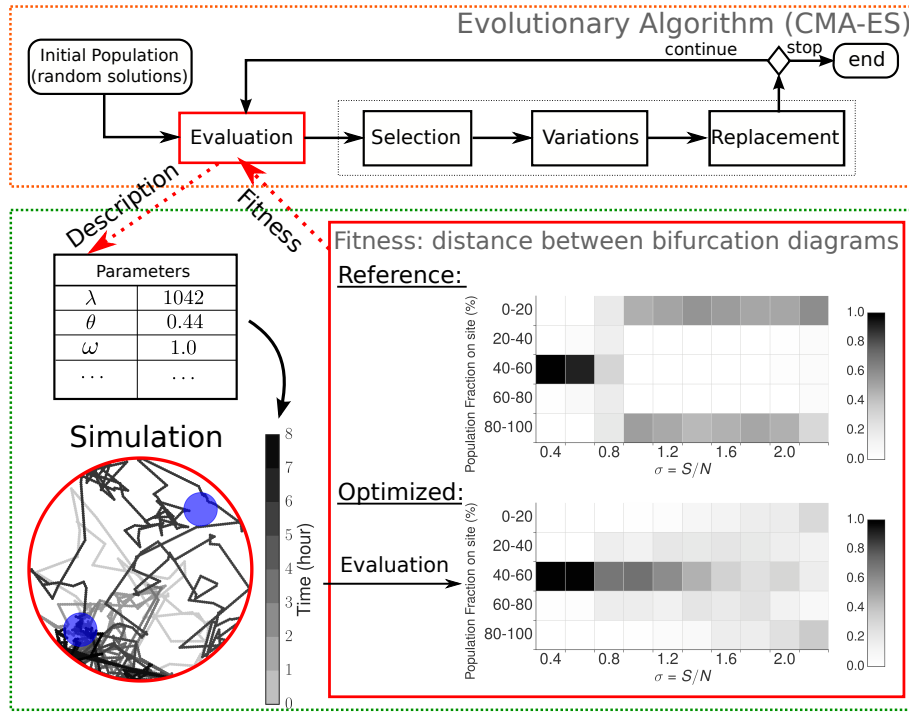 Evolutionary Algorithm (CMA-ES)
Initial Population
(random solutions)
continue
stop
end
Evaluation
Selection
Variations
Replacement
Description
Fitness
Parameters
λ 1042
θ 0.44
ω 1.0
... ...
Simulation
8
7
6
5
4
3
2
1
0
Time (hour)
Evaluation
Fitness: distance between bifurcation diagrams
Reference:
Population Fraction on site (%)
0-20
20-40
40-60
60-80
80-100
0.4 0.8 1.2 1.6 2.0
σ = S/N
1.0
0.8
0.6
0.4
0.2
0.0
Optimized:
Population Fraction on site (%)
0-20
20-40
40-60
60-80
80-100
0.4 0.8 1.2 1.6 2.0
σ = S/N
1.0
0.8
0.6
0.4
0.2
0.0